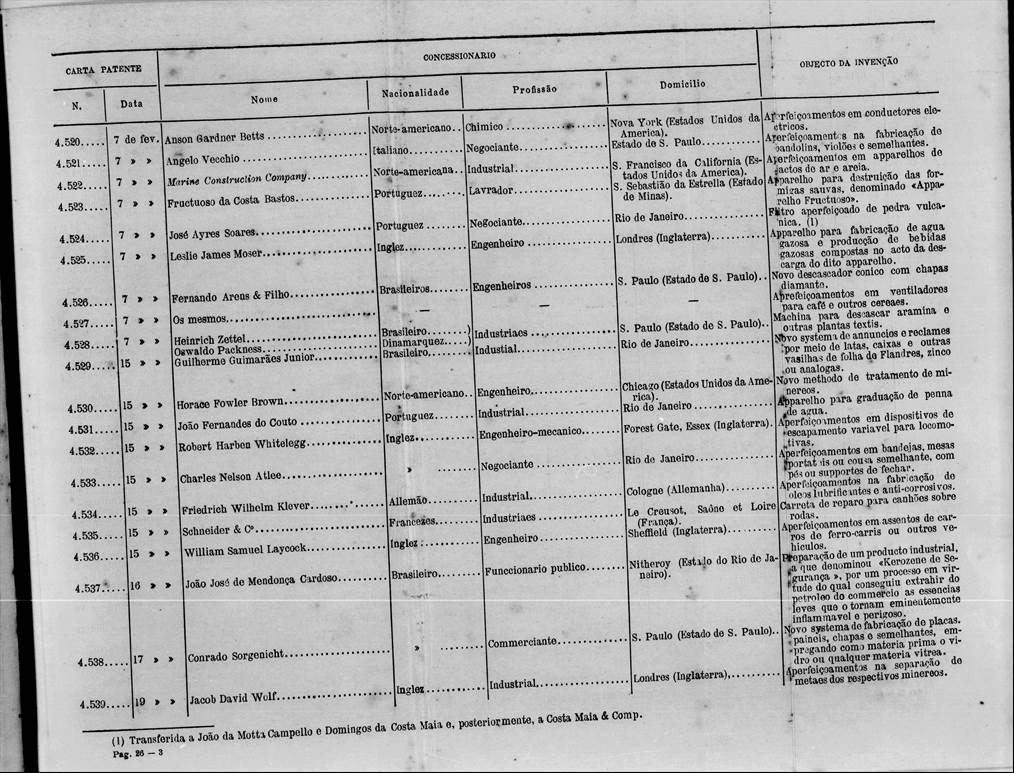 CARTA PATENTE CONCESSIONARIO OBJECTO DA INVENÇÃO
N. Data Nome Nacionalidade Profissão Domicilio
4.520..... 7 de fev. Anson Gardner Betts .................. Norte-americano.. Chimico .................. Nova York (Estados Unidos da America). Aperfeiçoamentos em conductores electricos.
4.521..... 7 » » Angelo Vecchio .................. Italiano........... Negociante........... Estado de S. Paulo........... Aperfeiçoamentos na fabricação de bandolins, violões e semelhantes.
4.522..... 7 » » Marine Construction Company........... Norte-americana.. Industrial........... S. Francisco da California (Estados Unidos da America). Aperfeiçoamentos em apparelhos de jactos de ar e areia.
4.523..... 7 » » Fructuoso da Costa Bastos........... Portuguez........... Lavrador........... S. Sebastião da Estrella (Estado de Minas). Apparelho para destruição das formigas sauvas, denominado «Apparelho Fructuoso».
4.524..... 7 » » José Ayres Soares........... Portuguez........... Negociante........... Rio de Janeiro........... Filtro aperfeiçoado de pedra vulcanica. (1)
4.525..... 7 » » Leslie James Moser........... Inglez........... Engenheiro........... Londres (Inglaterra)........... Apparelho para fabricação de agua gazosa e producção de bebidas gazosas compostas no acto da descarga do dito apparelho.
4.526..... 7 » » Fernando Arens & Filho........... Brasileiros........... Engenheiros........... S. Paulo (Estado de S. Paulo).. Novo descascador conico com chapas diamante.
4.527..... 7 » » Os mesmos........... — — — Aprefeiçoamentos em ventiladores para café e outros cereaes.
4.528..... 7 » » Heinrich Zettel........... Brasileiro........... ) Industriaes........... S. Paulo (Estado de S. Paulo).. Machina para descascar aramina e outras plantas textis.
Oswaldo Packness........... Dinamarquez.... )
4.529..... 15 » » Guilherme Guimarães Junior........... Brasileiro........... Industial........... Rio de Janeiro........... Novo systema de annuncios e reclames por meio de latas, caixas e outras vasilhas de folha de Flandres, zinco ou analogas.
4.530..... 15 » » Horace Fowler Brown........... Norte-americano.. Engenheiro........... Chicago (Estados Unidos da America). Novo methodo de tratamento de minereos.
4.531..... 15 » » João Fernandes do Couto........... Portuguez........... Industrial........... Rio de Janeiro........... Apparelho para graduação de penna de agua.
4.532..... 15 » » Robert Harben Whitelegg........... Inglez........... Engenheiro-mecanico..... Forest Gate, Essex (Inglaterra). Aperfeiçoamentos em dispositivos de escapamento variavel para locomotivas.
4.533..... 15 » » Charles Nelson Atlee........... » ........... Negociante........... Rio de Janeiro........... Aperfeiçoamentos em bandejas, mesas portateis ou cousa semelhante, com pés ou supportes de fechar.
4.534..... 15 » » Friedrich Wilhelm Klever........... Allemão........... Industrial........... Cologne (Allemanha)........... Aperfeiçoamentos na fabricação de oleos lubrificantes e anti-corrosivos.
4.535..... 15 » » Schneider & Cº........... Francezes........... Industriaes........... Le Creusot, Saône et Loire (França). Carreta de reparo para canhões sobre rodas.
4.536..... 15 » » William Samuel Laycock........... Inglez........... Engenheiro........... Sheffield (Inglaterra)........... Aperfeiçoamentos em assentos de carros de ferro-carris ou outros vehiculos.
4.537..... 16 » » João José de Mendonça Cardoso........... Brasileiro........... Funccionario publico........... Nitheroy (Estado do Rio de Janeiro). Preparação de um producto industrial, a que denominou «Kerozene de Segurança », por um processo em virtude do qual conseguiu extrahir do petroleo do commercio as essencias leves que o tornam eminentemente inflammavel e perigoso.
4.538..... 17 » » Conrado Sorgenicht........... » ........... Commerciante........... S. Paulo (Estado de S. Paulo).. Novo systema de fabricação de placas, paineis, chapas e semelhantes, empregando como materia prima o vidro ou qualquer materia vitrea.
4.539..... 19 » » Jacob David Wolf........... Inglez........... Industrial........... Londres (Inglaterra)........... Aperfeiçoamentos na separação de metaes dos respectivos minereos.
(1) Transferida a João da Motta Campello e Domingos da Costa Maia e, posteriormente, a Costa Maia & Comp.
Pag. 26 — 3